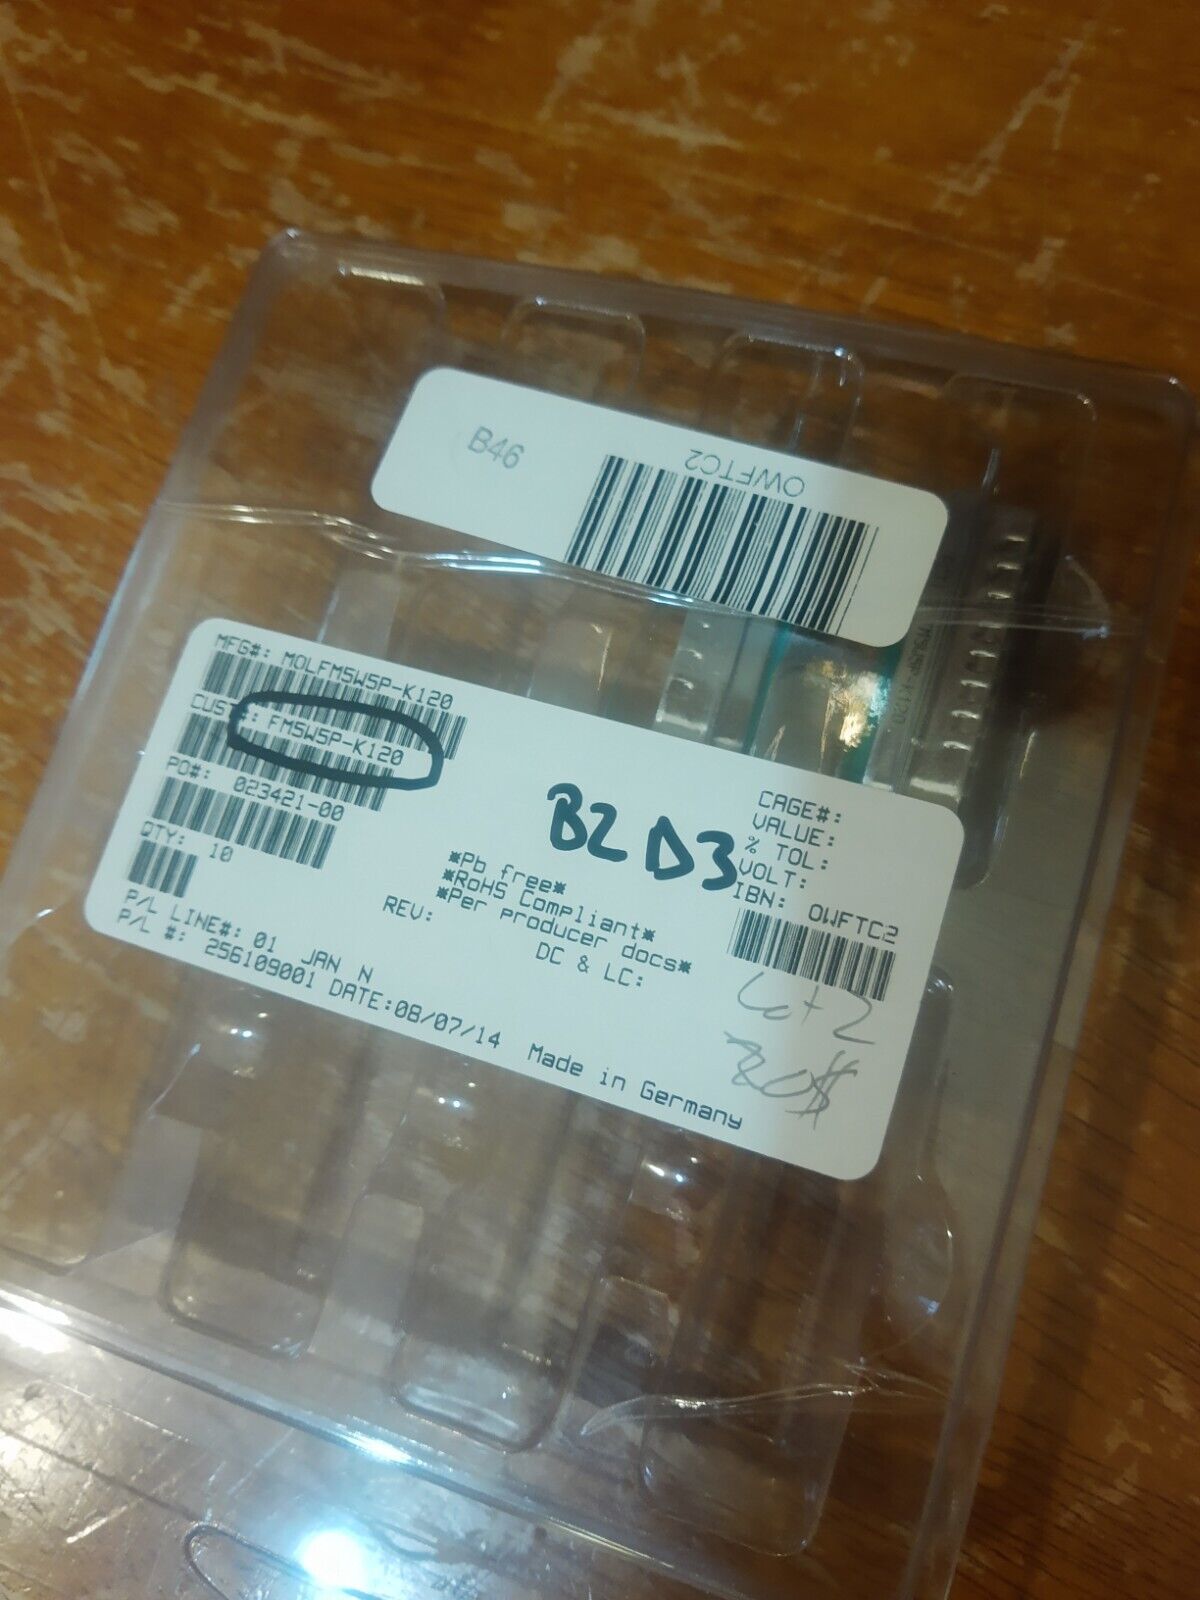 B46
OWFTC2
MFG#: MOLFM5W5P-K120
CUST#: FM5W5P-K120
PO#: 023421-00
QTY: 10
B2 D3
CAGE#:
VALUE:
% TOL:
VOLT:
IBN: OWFTC2
*Pb free*
*RoHS Compliant*
*Per producer docs*
REV:
DC & LC:
P/L LINE#: 01 JAN N
P/L #: 256109001 DATE:08/07/14 Made in Germany
Lot 2
20$